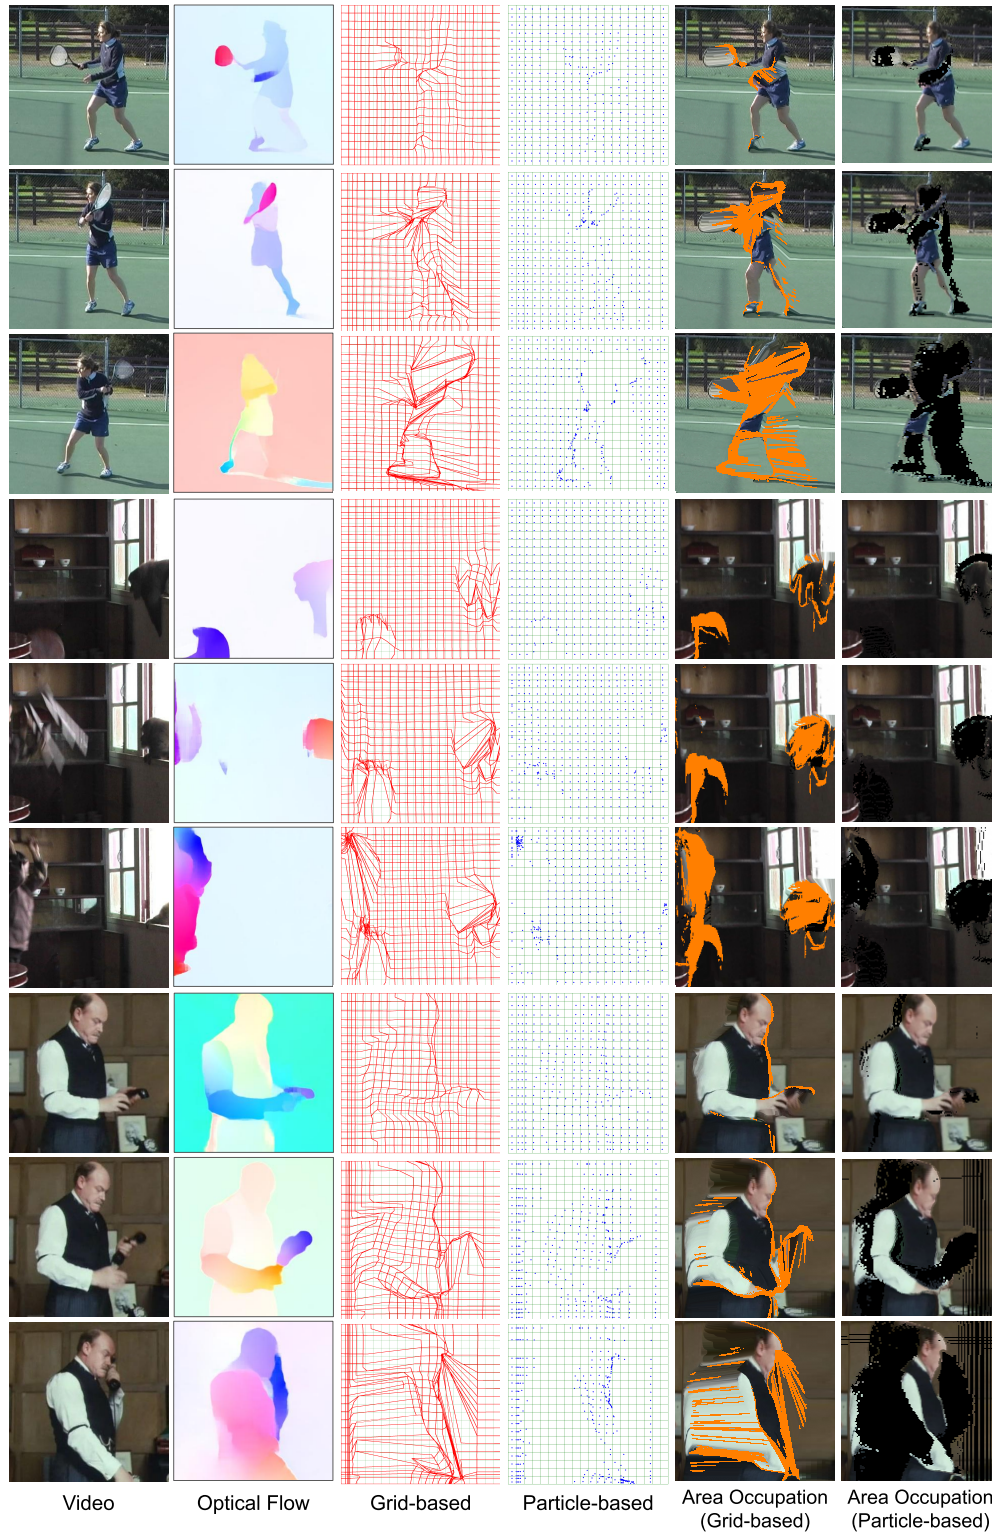 Video
Optical Flow
Grid-based
Particle-based
Area Occupation
(Grid-based)
Area Occupation
(Particle-based)